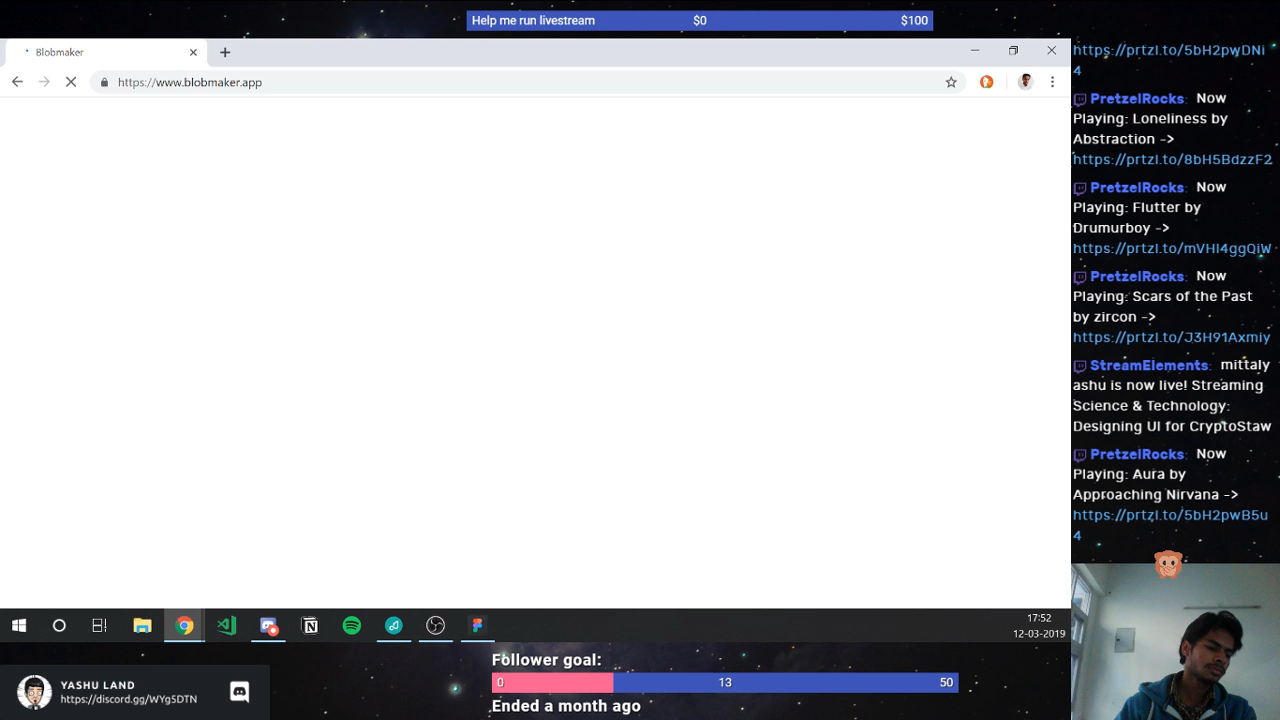 Help me run livestream $0 $100
Blobmaker
https://www.blobmaker.app
https://prtzl.to/5bH2pwDNi
4
PretzelRocks: Now
Playing: Loneliness by
Abstraction ->
https://prtzl.to/8bH5BdzzF2
PretzelRocks: Now
Playing: Flutter by
Drumurboy ->
https://prtzl.to/mVHl4ggQiW
PretzelRocks: Now
Playing: Scars of the Past
by zircon ->
https://prtzl.to/J3H91Axmiy
StreamElements: mittaly
ashu is now live! Streaming
Science & Technology:
Designing UI for CryptoStaw
PretzelRocks: Now
Playing: Aura by
Approaching Nirvana ->
https://prtzl.to/5bH2pwB5u
4
17:52
12-03-2019
YASHU LAND
https://discord.gg/WYg5DTN
Follower goal:
0 13 50
Ended a month ago